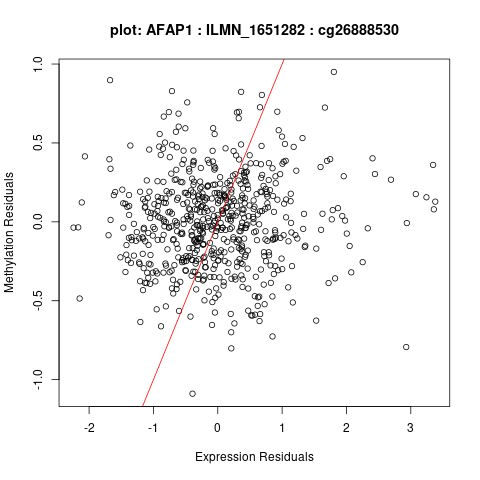 plot: AFAP1 : ILMN_1651282 : cg26888530
Methylation Residuals
1.0
0.5
0.0
-0.5
-1.0
-2 -1 0 1 2 3
Expression Residuals